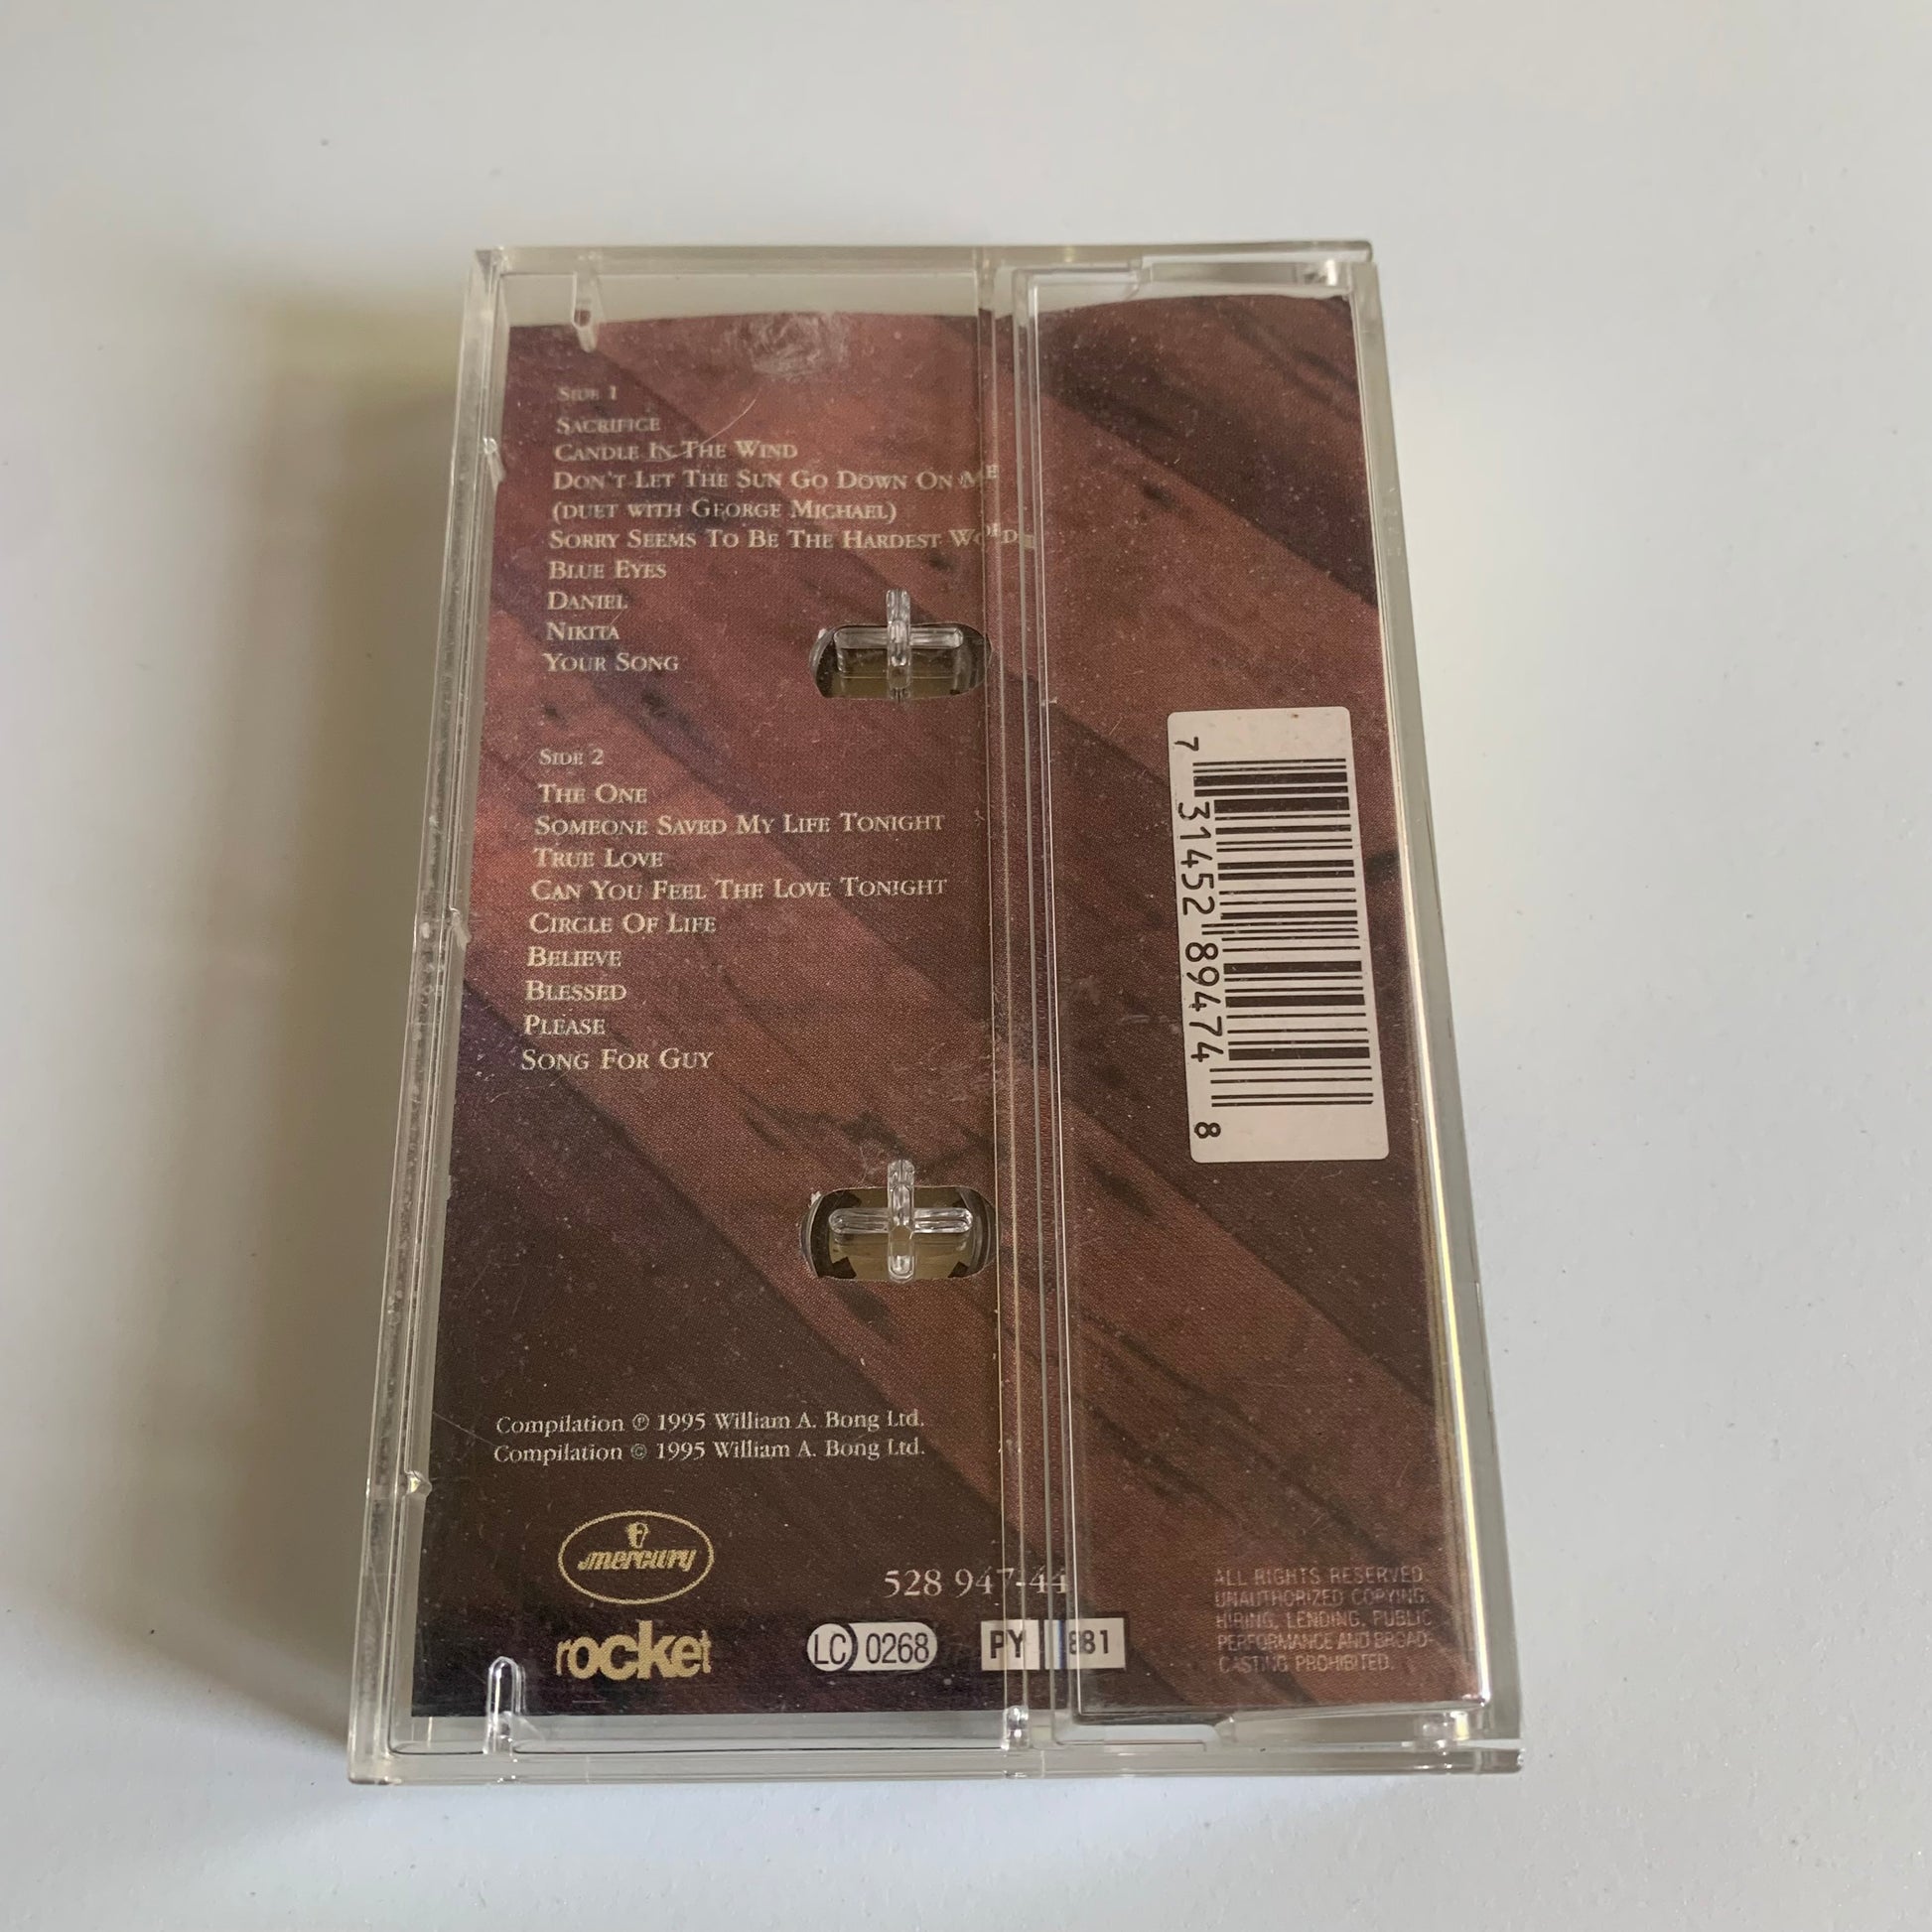 Side 1
Sacrifice
Candle In The Wind
Don't Let The Sun Go Down On Me
(duet with George Michael)
Sorry Seems To Be The Hardest Word
Blue Eyes
Daniel
Nikita
Your Song
Side 2
The One
Someone Saved My Life Tonight
True Love
Can You Feel The Love Tonight
Circle Of Life
Believe
Blessed
Please
Song For Guy
Compilation ℗ 1995 William A. Bong Ltd.
Compilation © 1995 William A. Bong Ltd.
mercury
528 947-44
rocket
LC 0268
PY 881
7 31452 89474 8
ALL RIGHTS RESERVED.
UNAUTHORIZED COPYING,
HIRING, LENDING, PUBLIC
PERFORMANCE AND BROAD-
CASTING PROHIBITED.